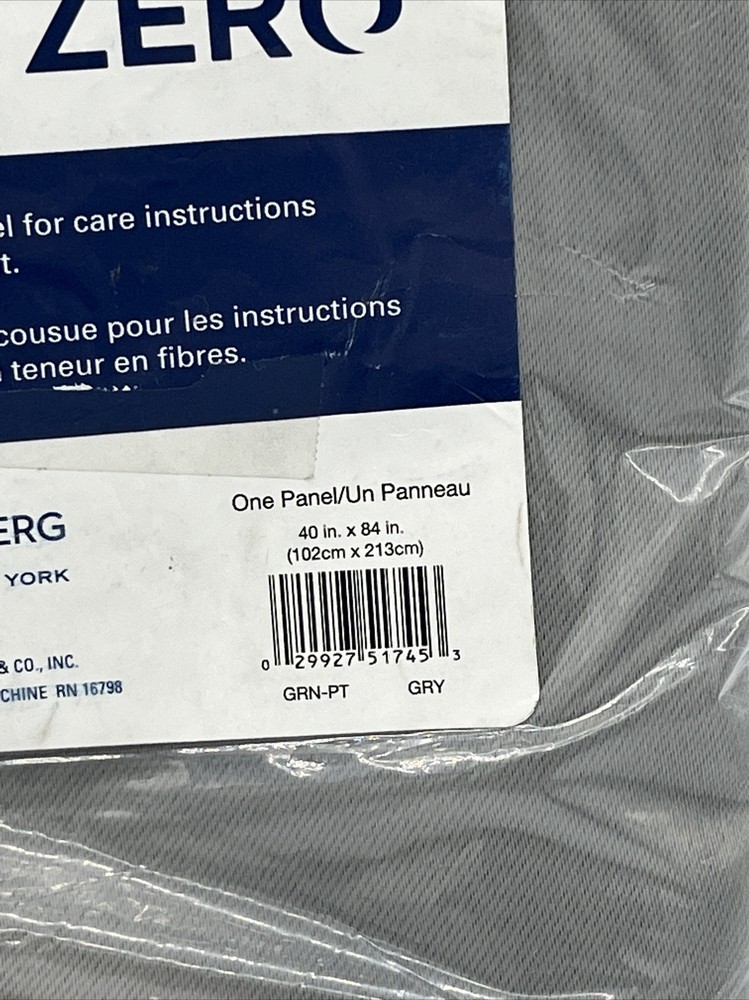 ZERO
el for care instructions
t.
cousue pour les instructions
teneur en fibres.
One Panel/Un Panneau
40 in. x 84 in.
(102cm x 213cm)
ERG
YORK
& CO., INC.
CHINE RN 16798
0 29927 51745 3
GRN-PT GRY